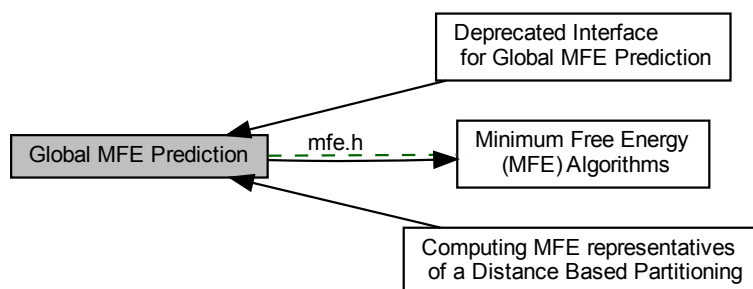 Deprecated Interface
for Global MFE Prediction
Global MFE Prediction
mfe.h
Minimum Free Energy
(MFE) Algorithms
Computing MFE representatives
of a Distance Based Partitioning